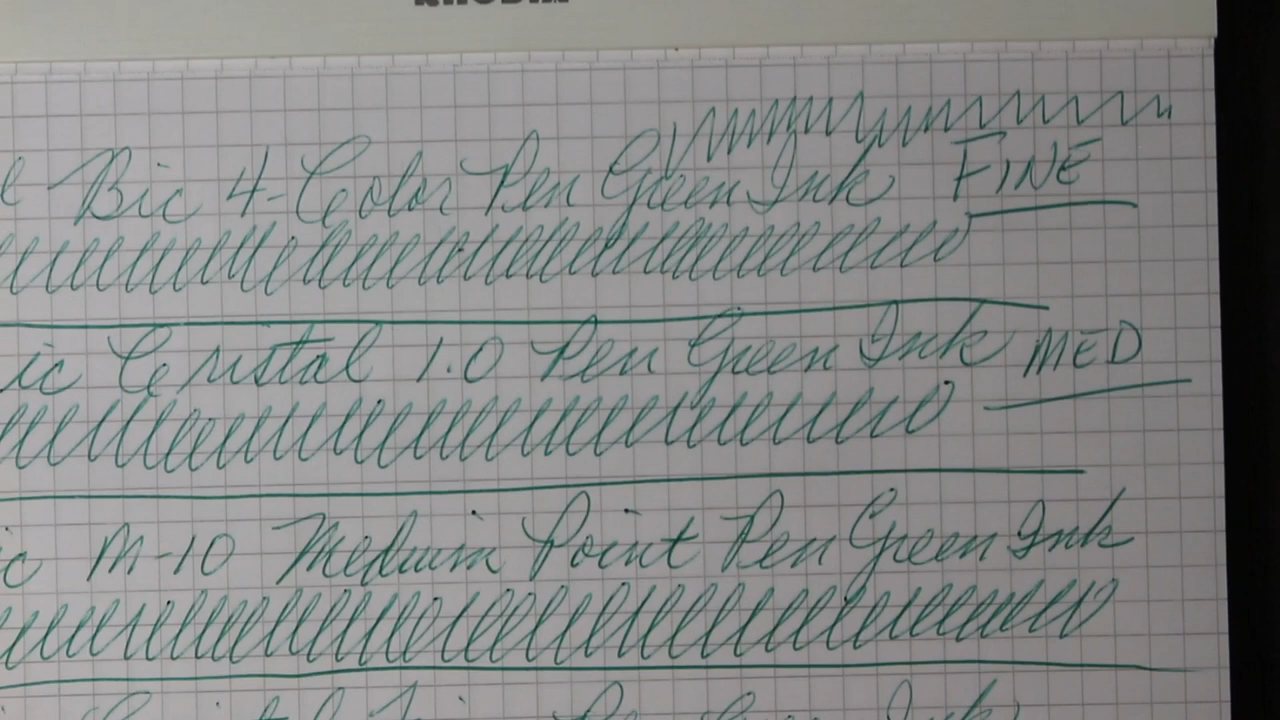 Bic 4-Color Pen Green Ink FINE
ic Cristal 1.0 Pen Green Ink MED
ic M-10 Medium Point Pen Green Ink